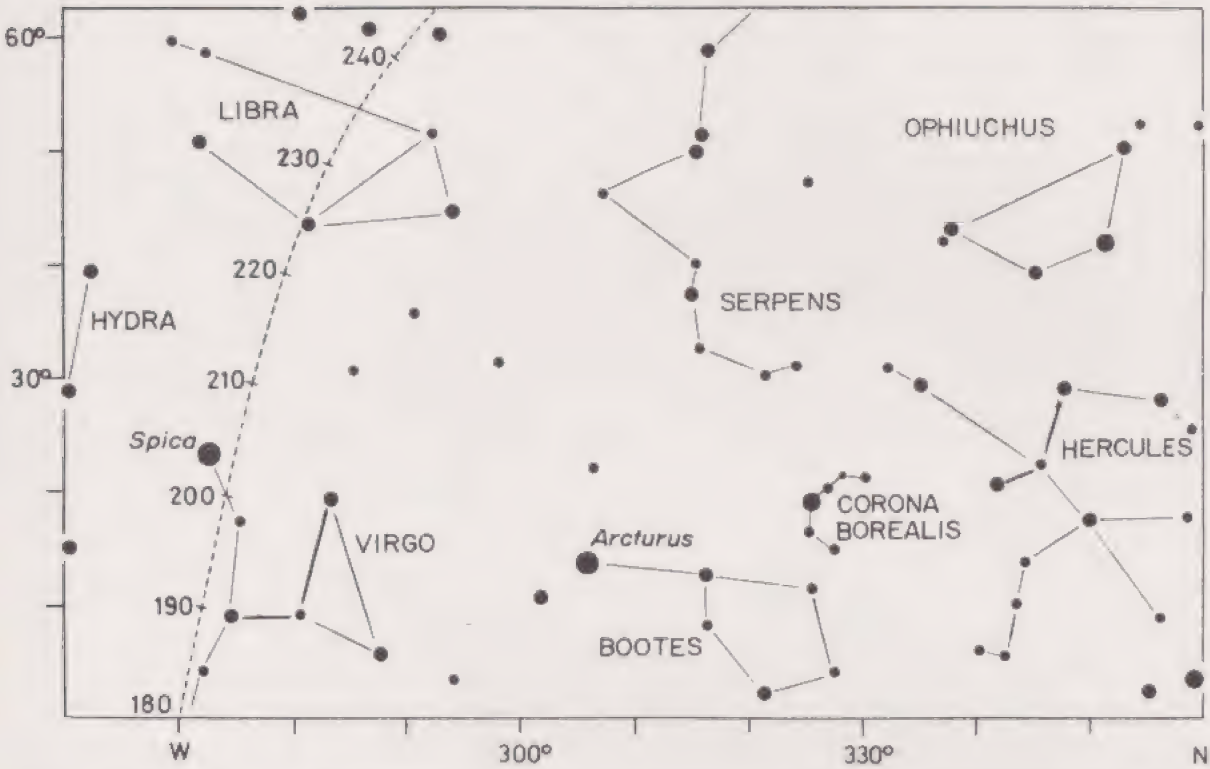 60°
240
LIBRA
OPHIUCHUS
230
220
SERPENS
HYDRA
30°
210
Spica
HERCULES
200
CORONA
BOREALIS
VIRGO
Arcturus
190
BOOTES
180
W
300°
330°
N